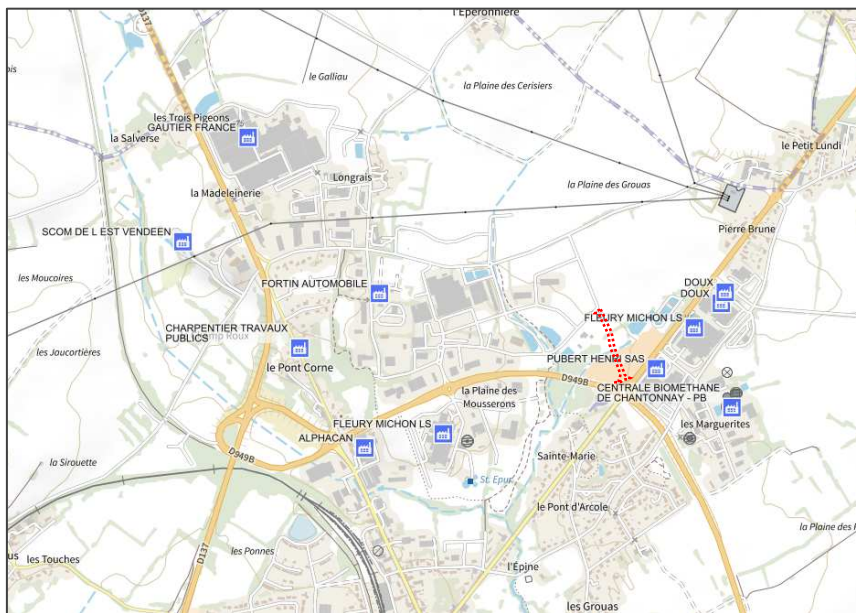 D137
l'Éperonnière
le Galliau
la Plaine des Cerisiers
les Trois Pigeons
GAUTIER FRANCE
la Salverse
le Petit Lundi
Longrais
la Plaine des Grouas
la Madeleinerie
Pierre Brune
SCOM DE L EST VENDEEN
les Moucaires
FORTIN AUTOMOBILE
DOUX
DOUX
FLEURY MICHON LS
CHARPENTIER TRAVAUX
PUBLICS
les Jaucortières
le Pont Corne
PUBERT HENRI SAS
D949B
CENTRALE BIOMETHANE
DE CHANTONNAY - PB
la Plaine des
Mousserons
FLEURY MICHON LS
ALPHACAN
les Marguerites
D949B
Sainte-Marie
la Sirouette
St. Epur.
le Pont d'Arcole
la Plaine des
les Ponnes
les Touches
D137
l'Épine
les Grouas